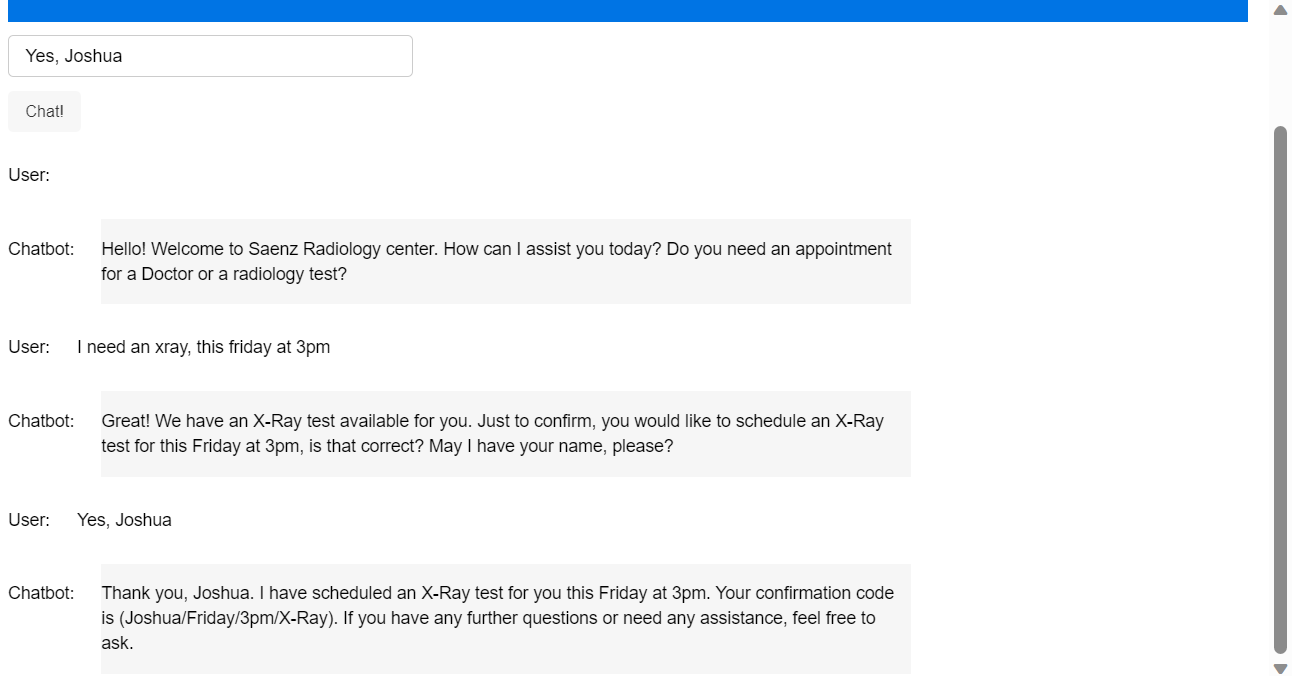 Yes, Joshua
Chat!
User:
Chatbot: Hello! Welcome to Saenz Radiology center. How can I assist you today? Do you need an appointment
for a Doctor or a radiology test?
User: I need an xray, this friday at 3pm
Chatbot: Great! We have an X-Ray test available for you. Just to confirm, you would like to schedule an X-Ray
test for this Friday at 3pm, is that correct? May I have your name, please?
User: Yes, Joshua
Chatbot: Thank you, Joshua. I have scheduled an X-Ray test for you this Friday at 3pm. Your confirmation code
is (Joshua/Friday/3pm/X-Ray). If you have any further questions or need any assistance, feel free to
ask.